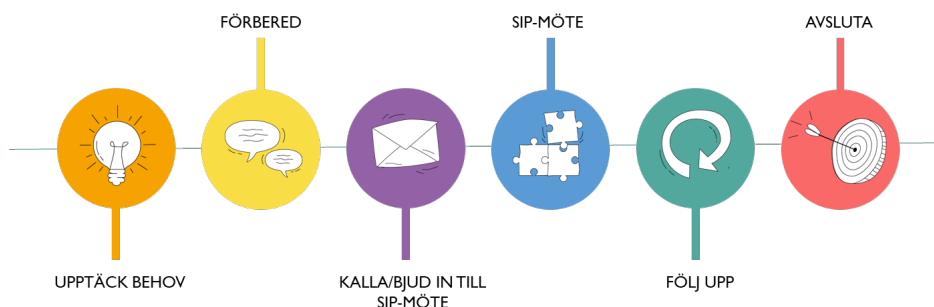 FÖRBERED
SIP-MÖTE
AVSLUTA
UPPTÄCK BEHOV
KALLA/BJUD IN TILL
SIP-MÖTE
FÖLJ UPP